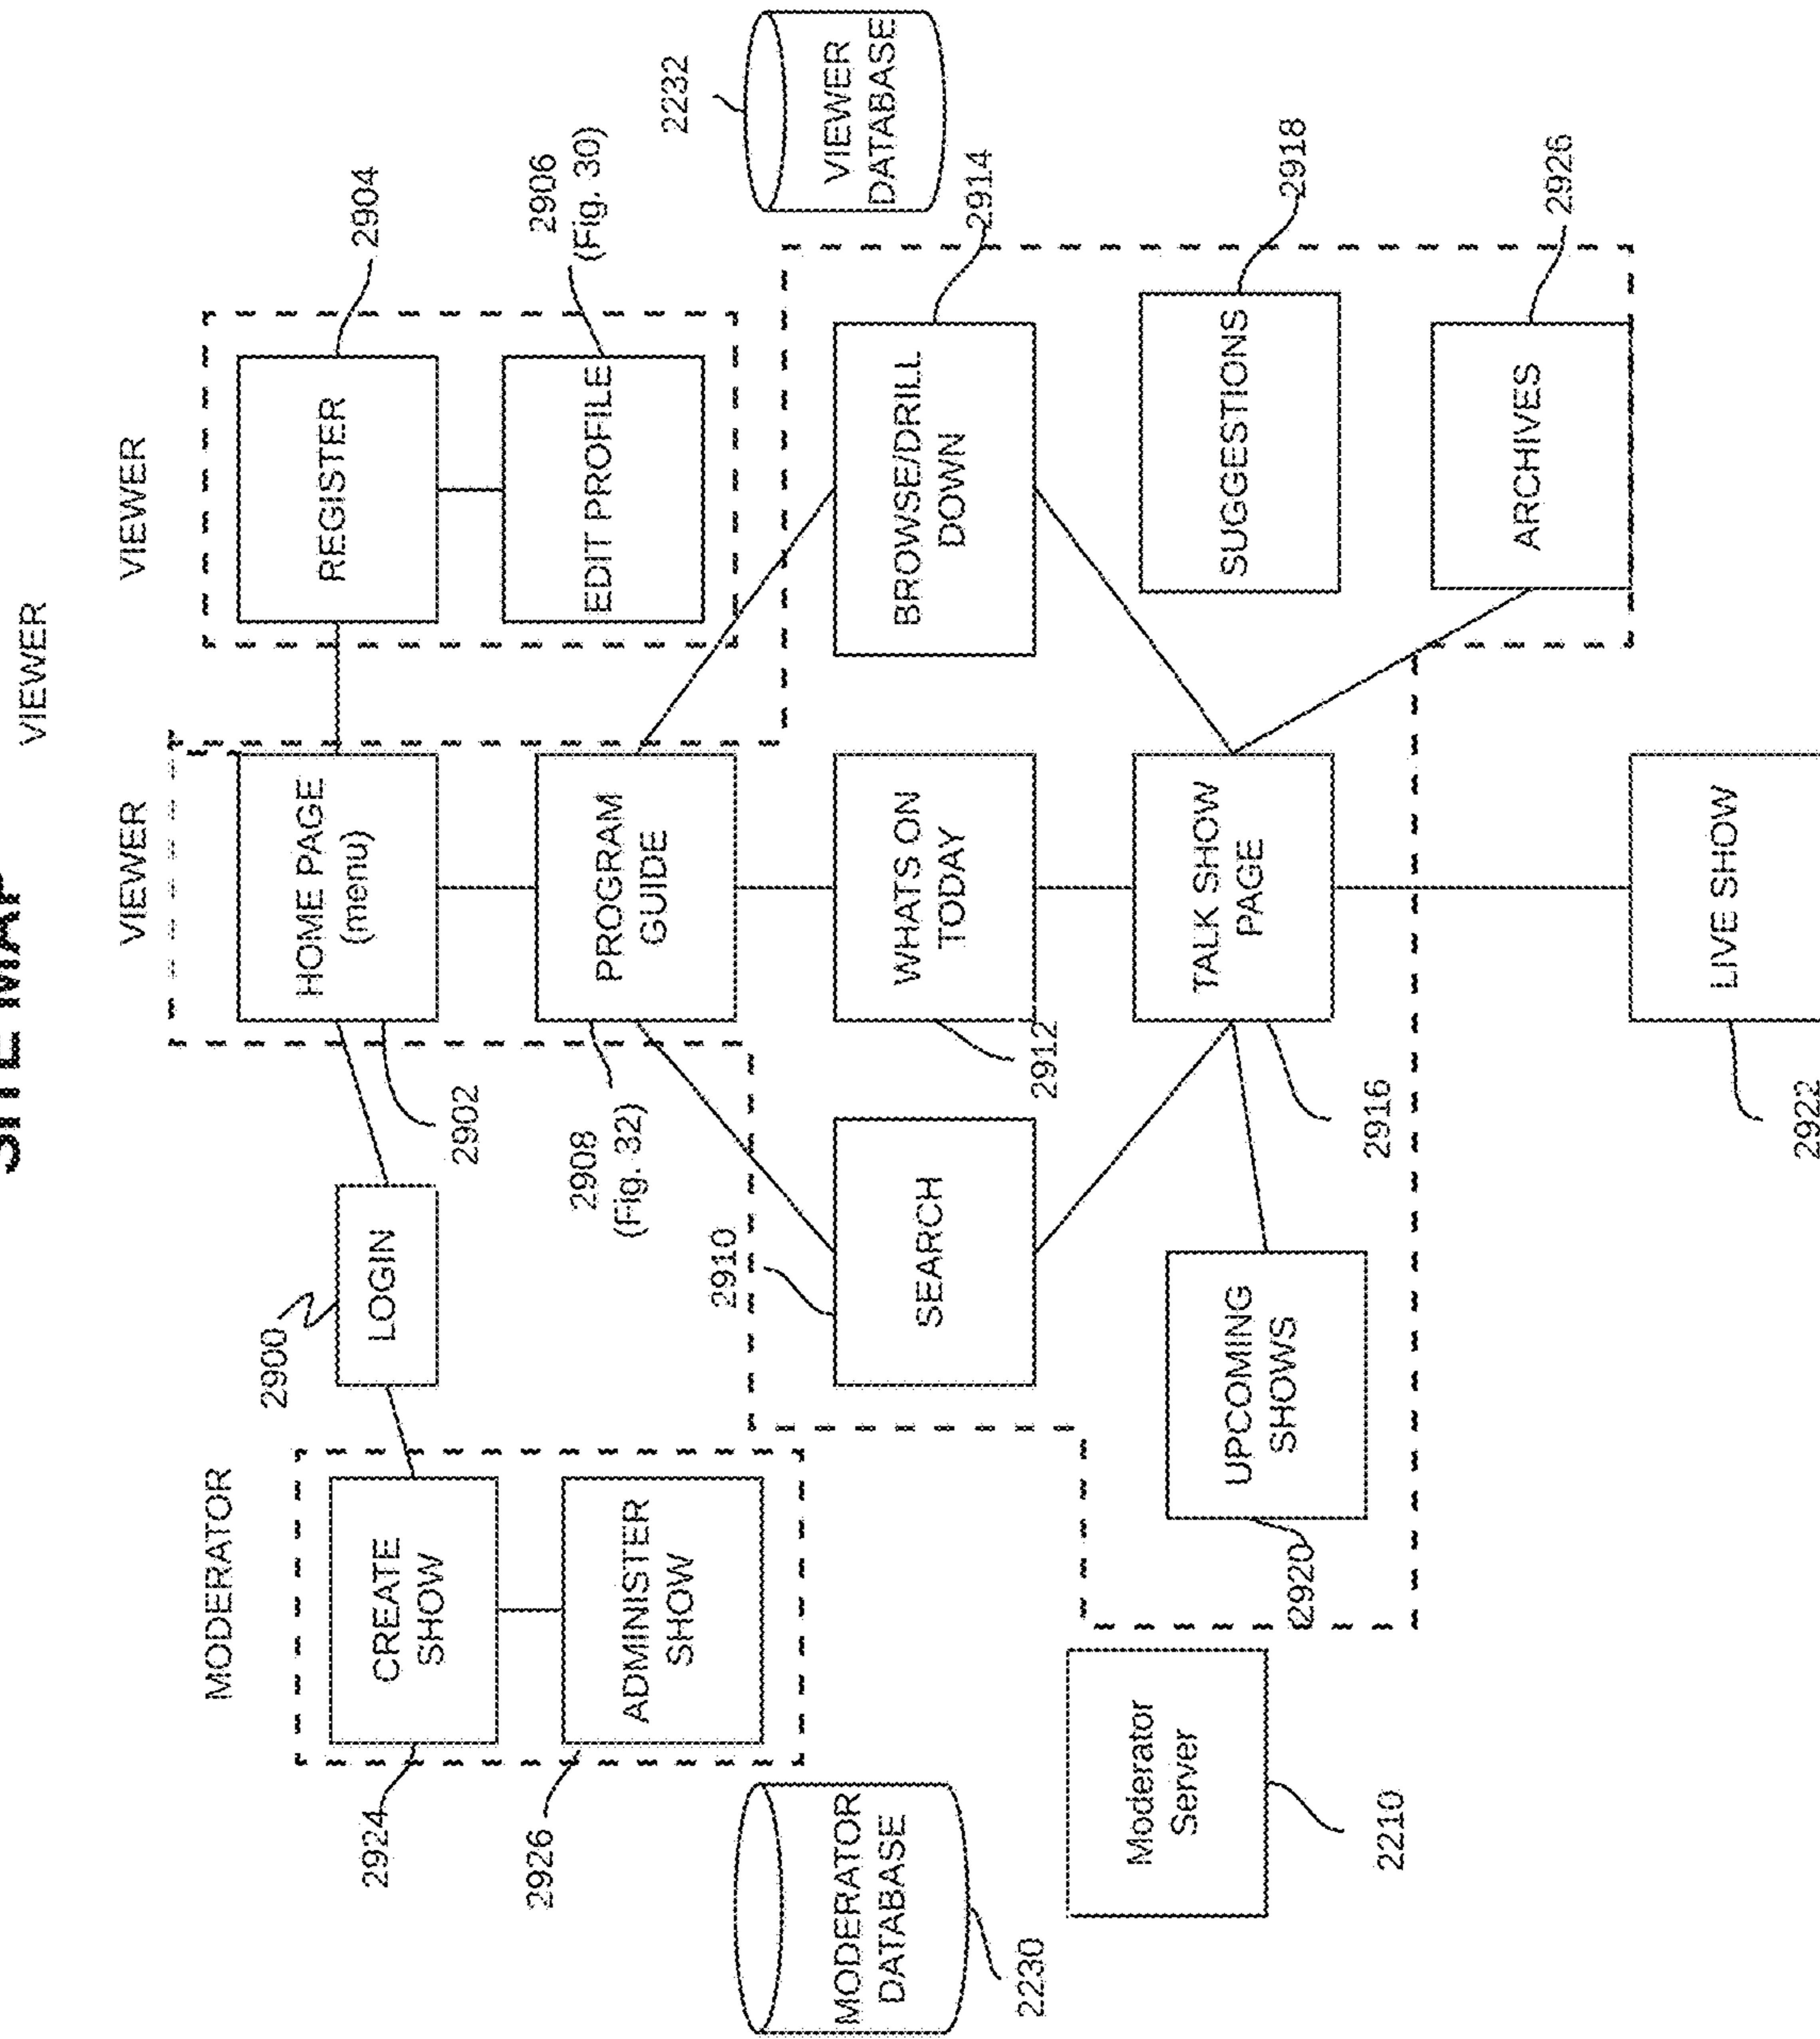 SITE MAP
VIEWER
MODERATOR
VIEWER
VIEWER
2900
LOGIN
2924
CREATE
SHOW
HOME PAGE
(menu)
2902
REGISTER
2904
2926
ADMINISTER
SHOW
2908
(Fig. 32)
PROGRAM
GUIDE
EDIT PROFILE
2906
(Fig. 30)
2232
VIEWER
DATABASE
MODERATOR
DATABASE
2230
2910
SEARCH
WHATS ON
TODAY
2912
BROWSE/DRILL
DOWN
2914
Moderator
Server
2210
UPCOMING
SHOWS
2920
TALK SHOW
PAGE
2916
SUGGESTIONS
2918
ARCHIVES
2926
LIVE SHOW
2922